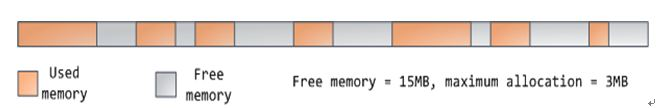 Used
memory
Free
memory
Free memory = 15MB, maximum allocation = 3MB